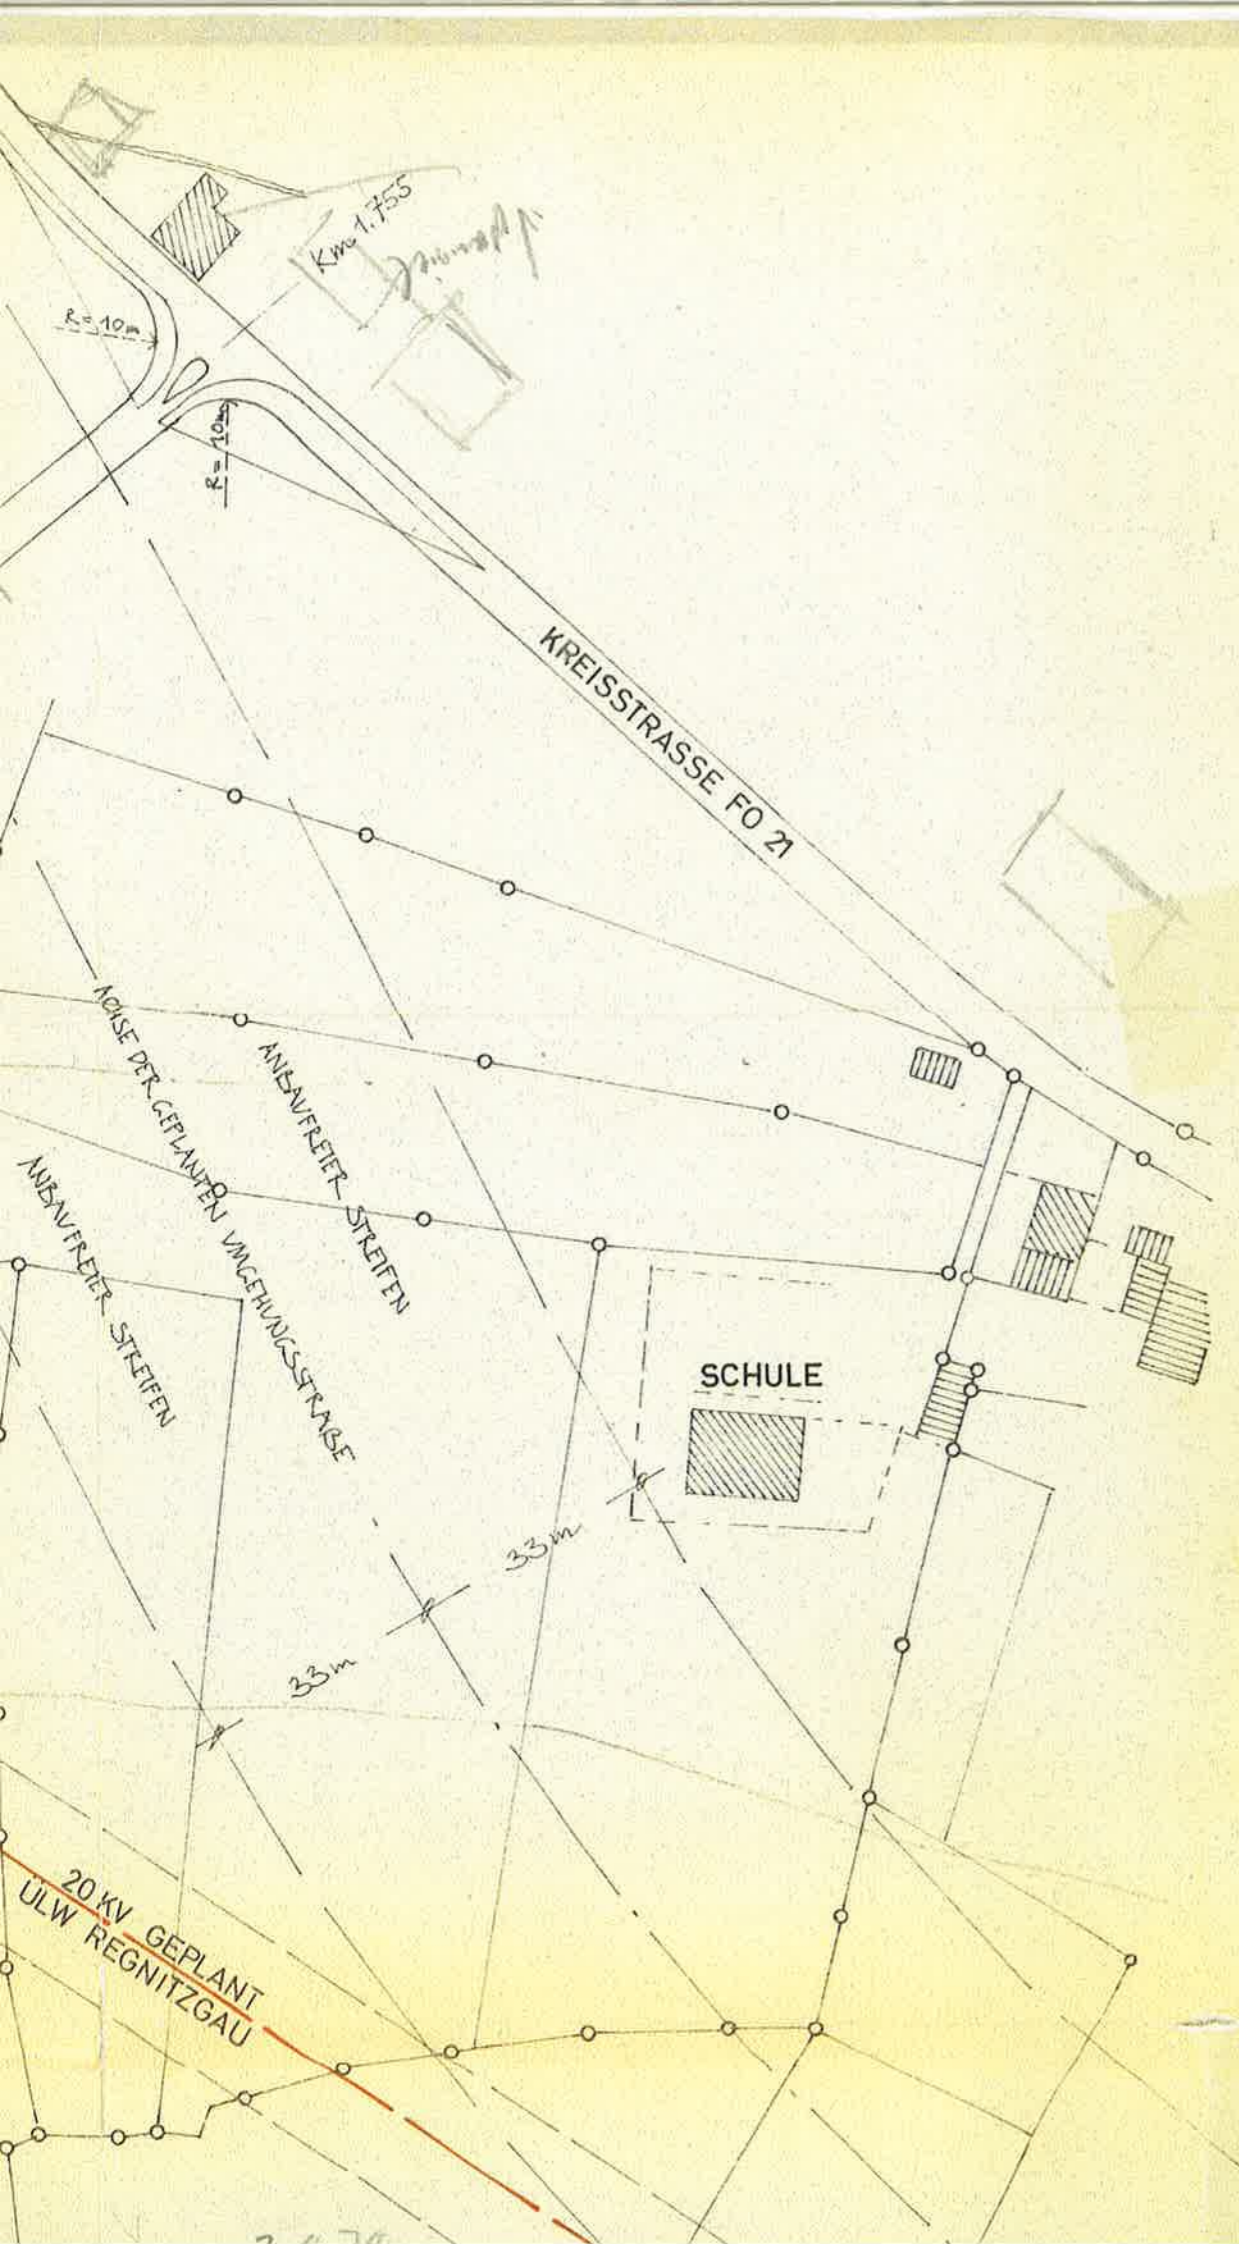 Km 1.755
R= 10m
R= 10m
KREISSTRASSE FO 21
ACHSE DER GEPLANTEN UMGEHUNGSSTRAßE
ANBAUFREIER STREIFEN
ANBAUFREIER STREIFEN
SCHULE
33m
33m
20 KV GEPLANT
ÜLW REGNITZGAU